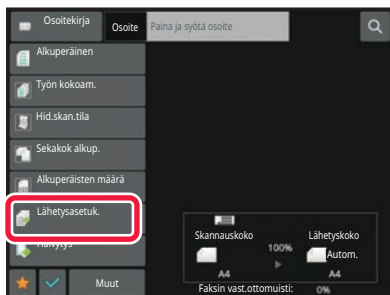 Osoitekirja
Osoite
Paina ja syötä osoite
Alkuperäinen
Työn kokoam.
Hid.skan.tila
Sekakok alkup.
Alkuperäisten määrä
Lähetysasetuk.
Häivytys
Muut
Skannauskoko
Lähetyskoko
100%
Autom.
A4
A4
Faksin vast.ottomuisti:
0%